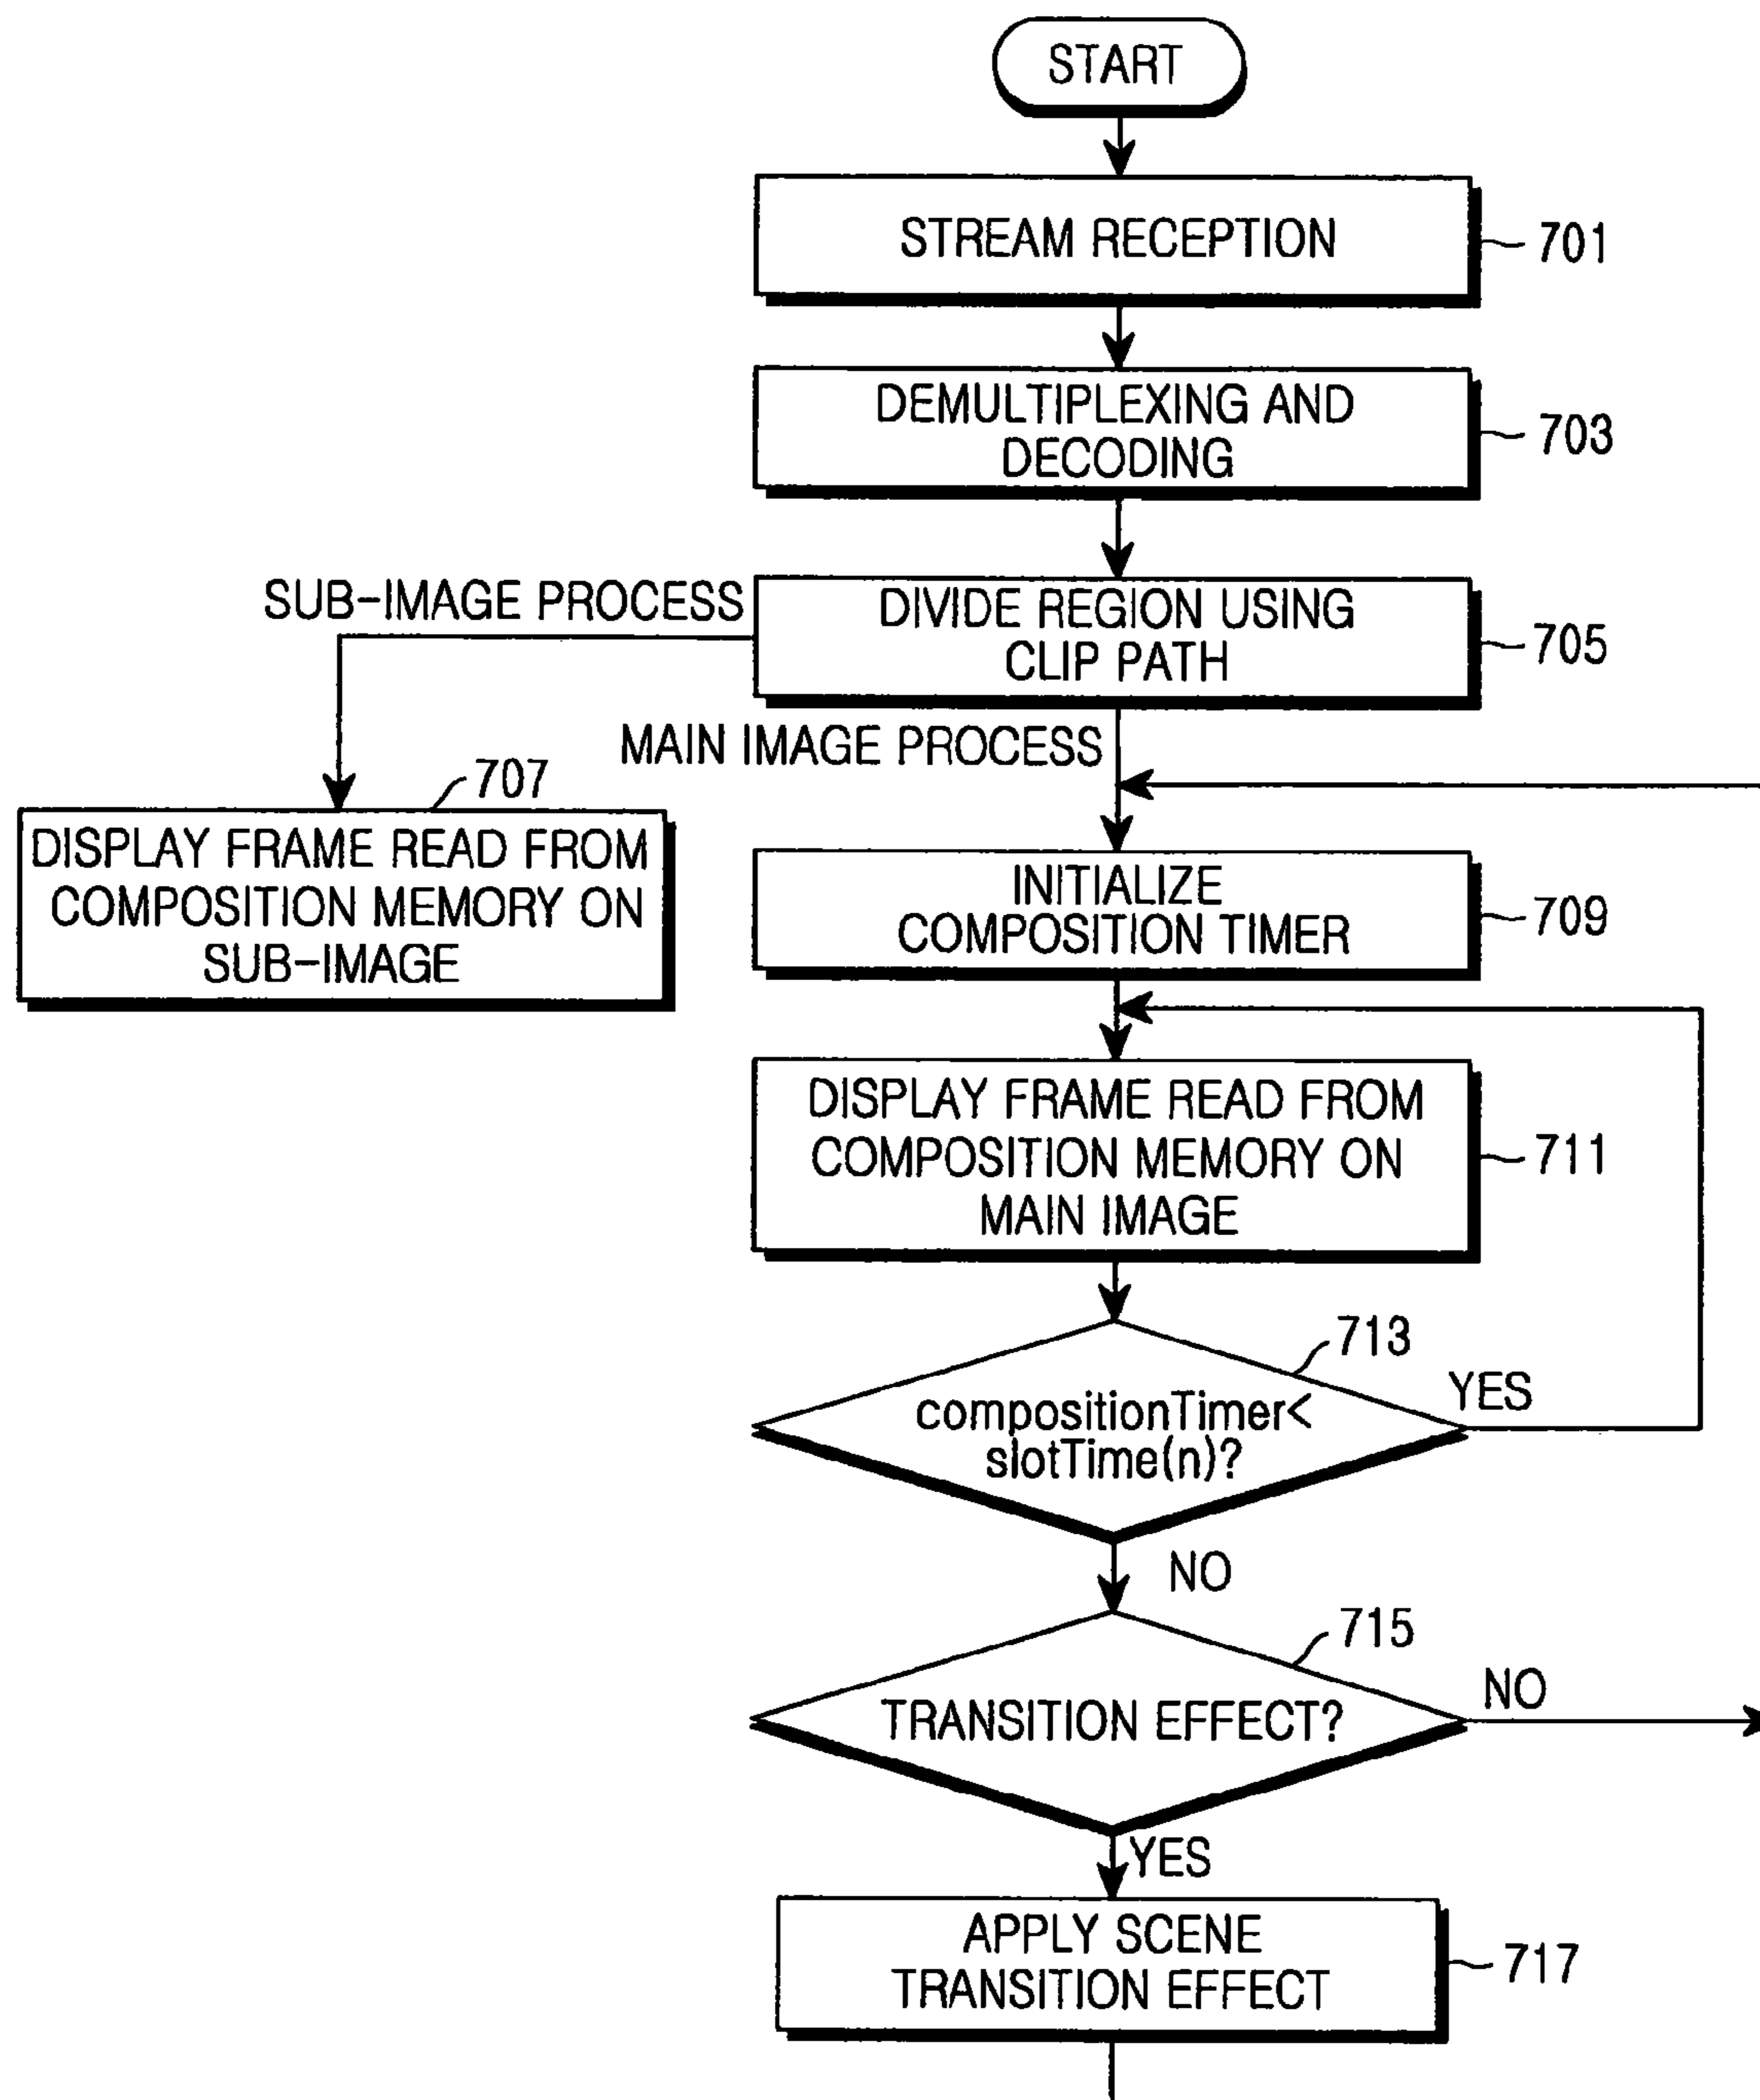 START
STREAM RECEPTION
701
DEMULTIPLEXING AND
DECODING
703
SUB-IMAGE PROCESS
DIVIDE REGION USING
CLIP PATH
705
MAIN IMAGE PROCESS
707
DISPLAY FRAME READ FROM
COMPOSITION MEMORY ON
SUB-IMAGE
INITIALIZE
COMPOSITION TIMER
709
DISPLAY FRAME READ FROM
COMPOSITION MEMORY ON
MAIN IMAGE
711
713
compositionTimer<
slotTime(n)?
YES
NO
715
TRANSITION EFFECT?
NO
YES
APPLY SCENE
TRANSITION EFFECT
717